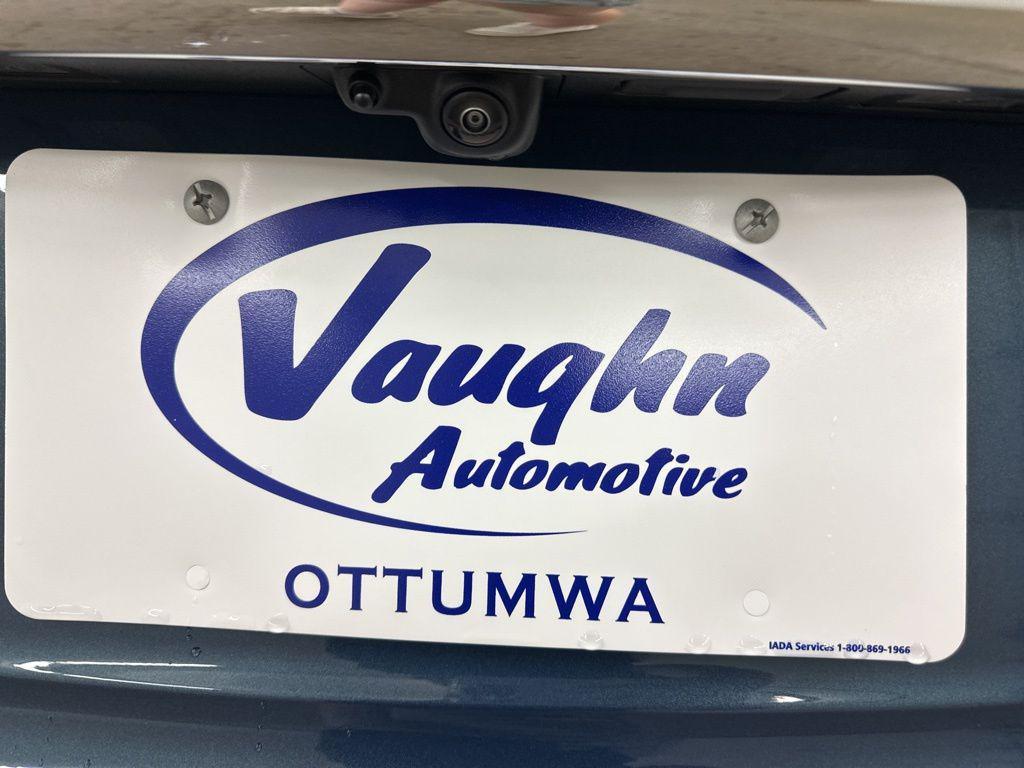 Vaughn
Automotive
OTTUMWA
IADA Services 1-800-869-1966